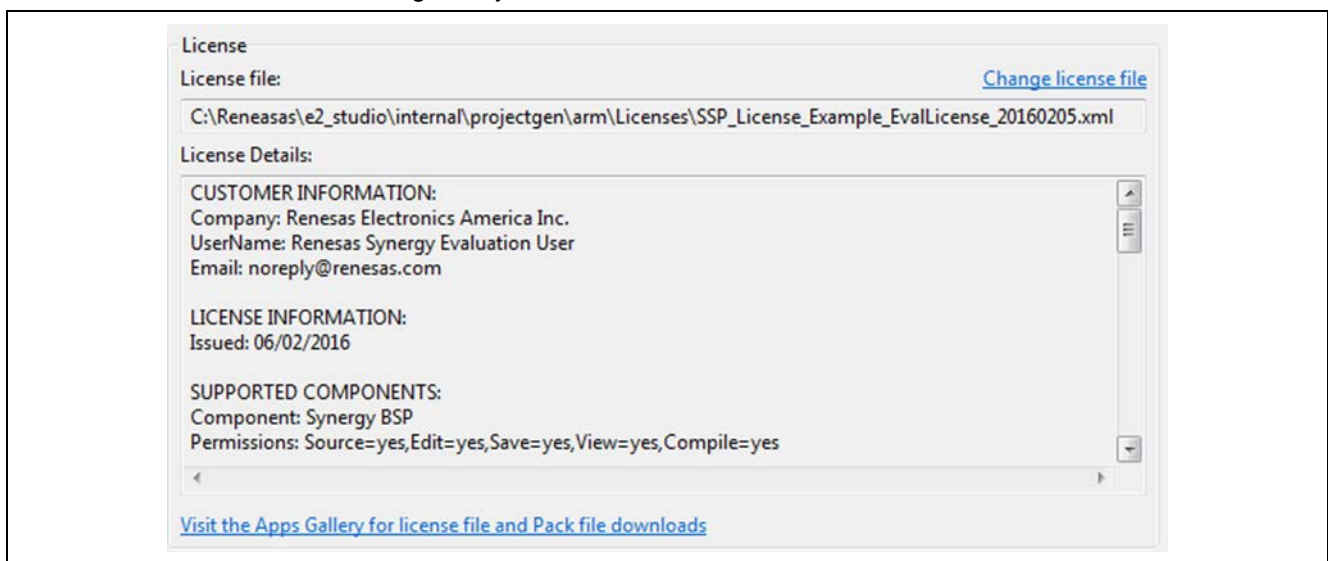 License
License file:
Change license file
C:\Reneasas\e2_studio\internal\projectgen\arm\Licenses\SSP_License_Example_EvalLicense_20160205.xml
License Details:
CUSTOMER INFORMATION:
Company: Renesas Electronics America Inc.
UserName: Renesas Synergy Evaluation User
Email: noreply@renesas.com
LICENSE INFORMATION:
Issued: 06/02/2016
SUPPORTED COMPONENTS:
Component: Synergy BSP
Permissions: Source=yes,Edit=yes,Save=yes,View=yes,Compile=yes
Visit the Apps Gallery for license file and Pack file downloads